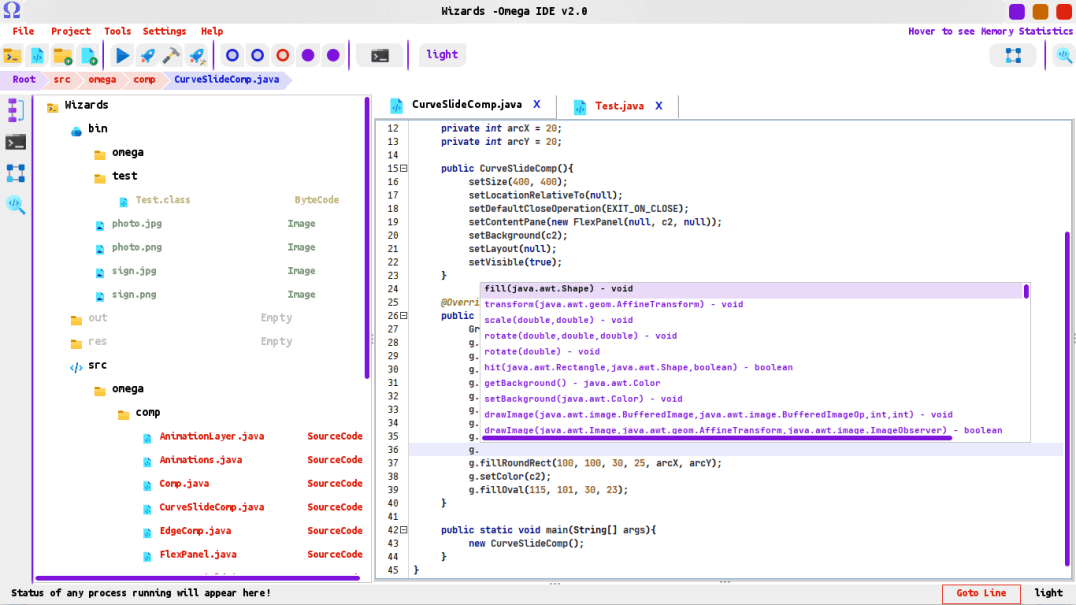 Wizards -Omega IDE v2.0
File Project Tools Settings Help
Hover to see Memory Statistics
light
Root src omega comp CurveSlideComp.java
Wizards
bin
omega
test
Test.class ByteCode
photo.jpg Image
photo.png Image
sign.jpg Image
sign.png Image
out Empty
res Empty
src
omega
comp
AnimationLayer.java SourceCode
Animations.java SourceCode
Comp.java SourceCode
CurveSlideComp.java SourceCode
EdgeComp.java SourceCode
FlexPanel.java SourceCode
CurveSlideComp.java X Test.java X
12 private int arcX = 20;
13 private int arcY = 20;
14
15 public CurveSlideComp(){
16 setSize(400, 400);
17 setLocationRelativeTo(null);
18 setDefaultCloseOperation(EXIT_ON_CLOSE);
19 setContentPane(new FlexPanel(null, c2, null));
20 setBackground(c2);
21 setLayout(null);
22 setVisible(true);
23 }
24
25 @Overri
26 public
27 Gr
28 g.
29 g.
30 g.
31 g.
32 g.
33 g.
34 g.
35 g.
36 g.
37 g.fillRoundRect(100, 100, 30, 25, arcX, arcY);
38 g.setColor(c2);
39 g.fillOval(115, 101, 30, 23);
40 }
41
42 public static void main(String[] args){
43 new CurveSlideComp();
44 }
45 }
fill(java.awt.Shape) - void
transform(java.awt.geom.AffineTransform) - void
scale(double,double) - void
rotate(double,double,double) - void
rotate(double) - void
hit(java.awt.Rectangle,java.awt.Shape,boolean) - boolean
getBackground() - java.awt.Color
setBackground(java.awt.Color) - void
drawImage(java.awt.image.BufferedImage,java.awt.image.BufferedImageOp,int,int) - void
drawImage(java.awt.Image,java.awt.geom.AffineTransform,java.awt.image.ImageObserver) - boolean
Status of any process running will appear here!
Goto Line
light